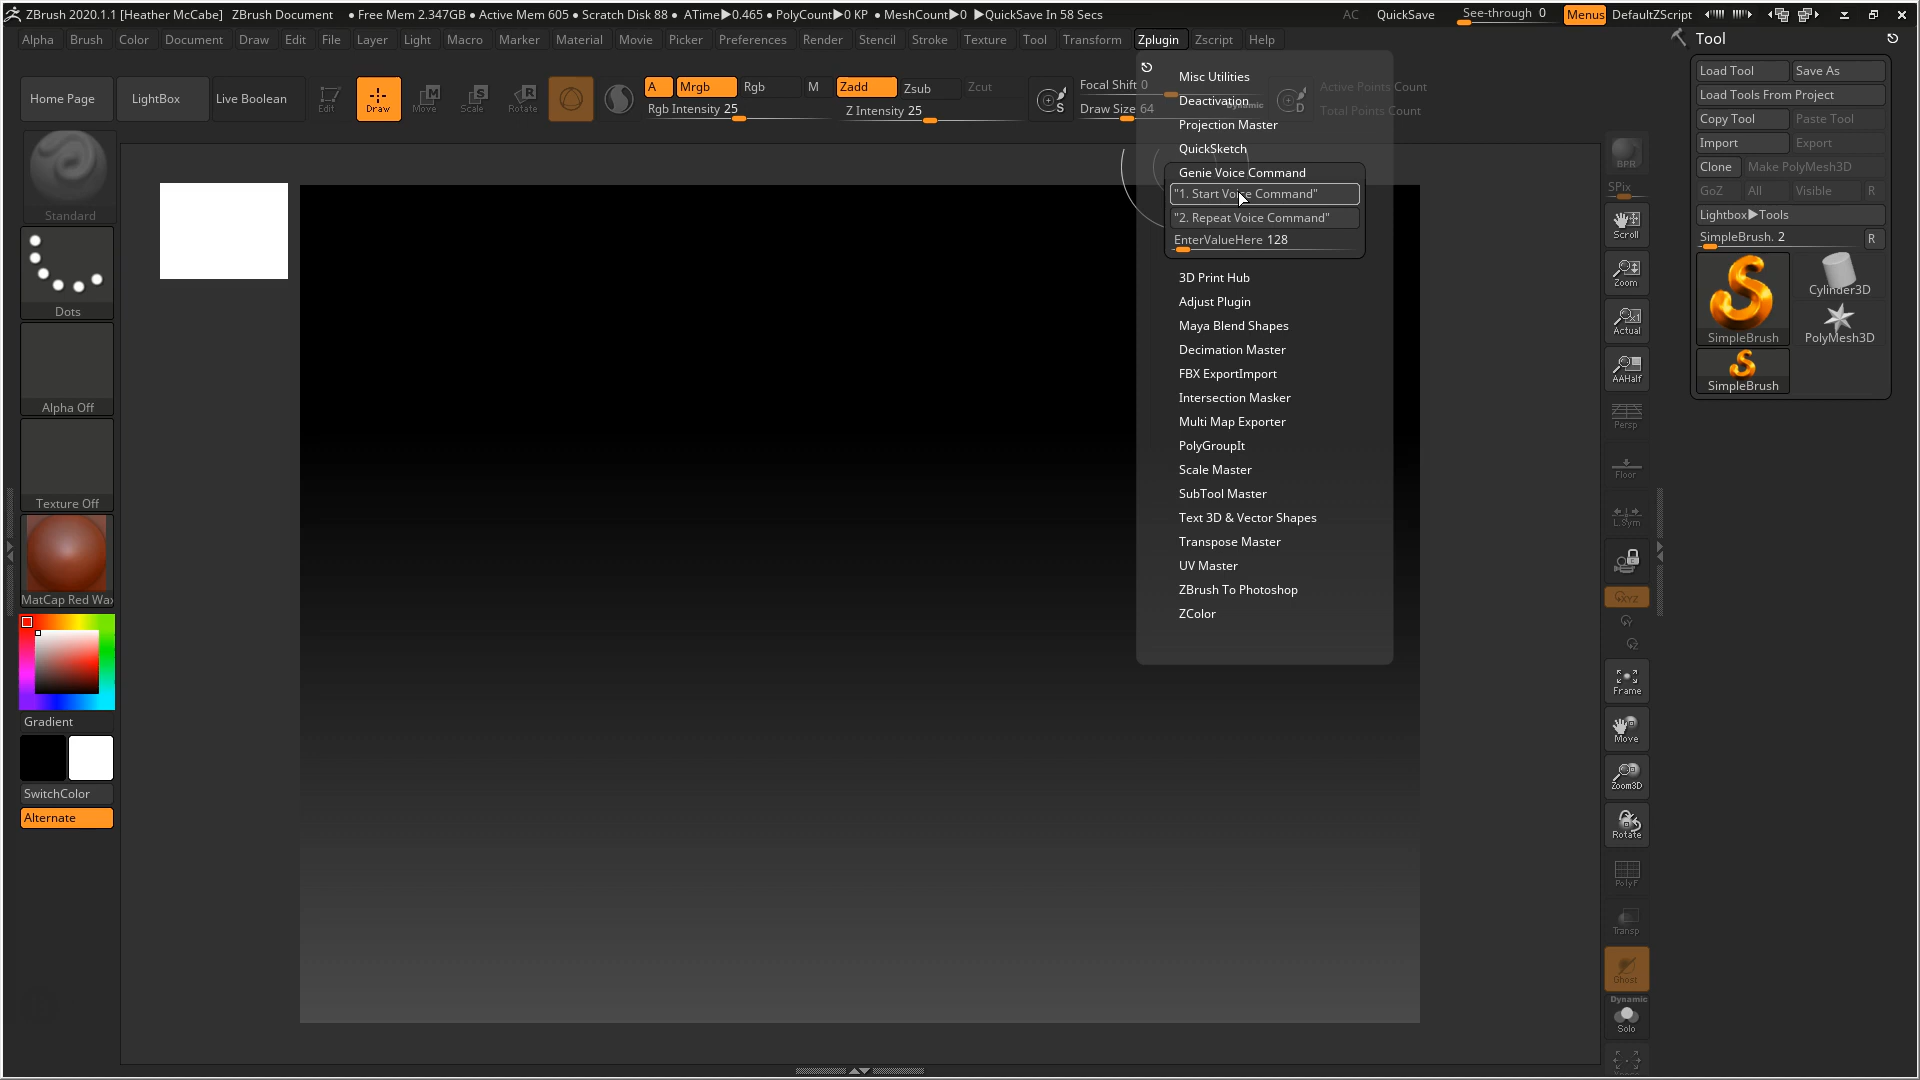 ZBrush 2020.1.1 [Heather McCabe] ZBrush Document • Free Mem 2.347GB • Active Mem 605 • Scratch Disk 88 • ATime▶0.465 • PolyCount▶0 KP • MeshCount▶0 ▶QuickSave In 58 Secs AC QuickSave See-through 0 Menus DefaultZScript
Alpha Brush Color Document Draw Edit File Layer Light Macro Marker Material Movie Picker Preferences Render Stencil Stroke Texture Tool Transform Zplugin Zscript Help
Home Page LightBox Live Boolean Edit Draw Move Scale Rotate
A Mrgb Rgb M Zadd Zsub Zcut
Rgb Intensity 25 Z Intensity 25
S Focal Shift 0
Draw Size 64 Dynamic
D Active Points Count
Total Points Count
Standard
Dots
Alpha Off
Texture Off
MatCap Red Wax
Gradient
SwitchColor
Alternate
Misc Utilities
Deactivation
Projection Master
QuickSketch
Genie Voice Command
"1. Start Voice Command"
"2. Repeat Voice Command"
EnterValueHere 128
3D Print Hub
Adjust Plugin
Maya Blend Shapes
Decimation Master
FBX ExportImport
Intersection Masker
Multi Map Exporter
PolyGroupIt
Scale Master
SubTool Master
Text 3D & Vector Shapes
Transpose Master
UV Master
ZBrush To Photoshop
ZColor
BPR
SPix
Scroll
Zoom
Actual
AAHalf
Persp
Floor
L.Sym
XYZ
Y
Z
Frame
Move
Zoom3D
Rotate
PolyF
Transp
Ghost
Dynamic
Solo
Tool
Load Tool Save As
Load Tools From Project
Copy Tool Paste Tool
Import Export
Clone Make PolyMesh3D
GoZ All Visible R
Lightbox▶Tools
SimpleBrush. 2 R
SimpleBrush Cylinder3D
PolyMesh3D
SimpleBrush